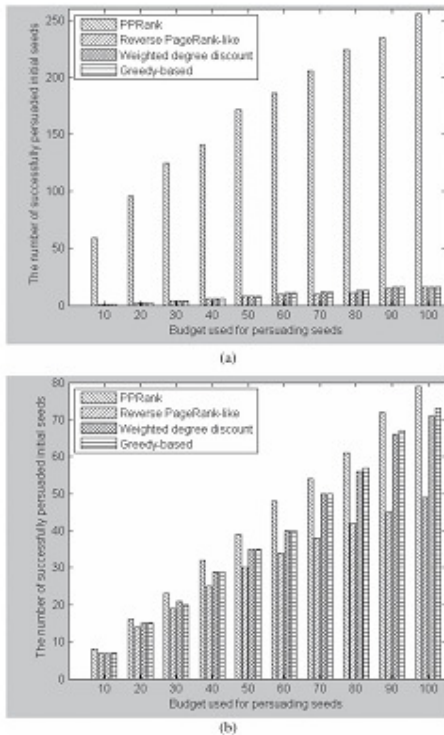 250
200
150
100
50
0
The number of successfully persuaded initial seeds
PPRank
Reverse PageRank-like
Weighted degree discount
Greedy-based
10 20 30 40 50 60 70 80 90 100
Budget used for persuading seeds
(a)
80
70
60
50
40
30
20
10
0
The number of successfully persuaded initial seeds
PPRank
Reverse PageRank-like
Weighted degree discount
Greedy-based
10 20 30 40 50 60 70 80 90 100
Budget used for persuading seeds
(b)